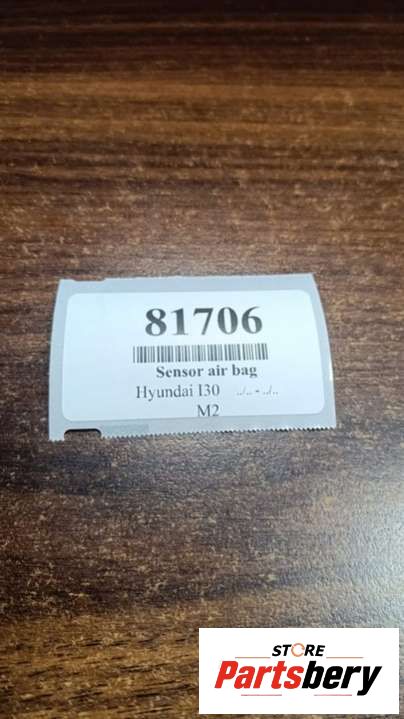 81706
Sensor air bag
Hyundai I30 ../.. - ../..
M2
STORE
Partsbery